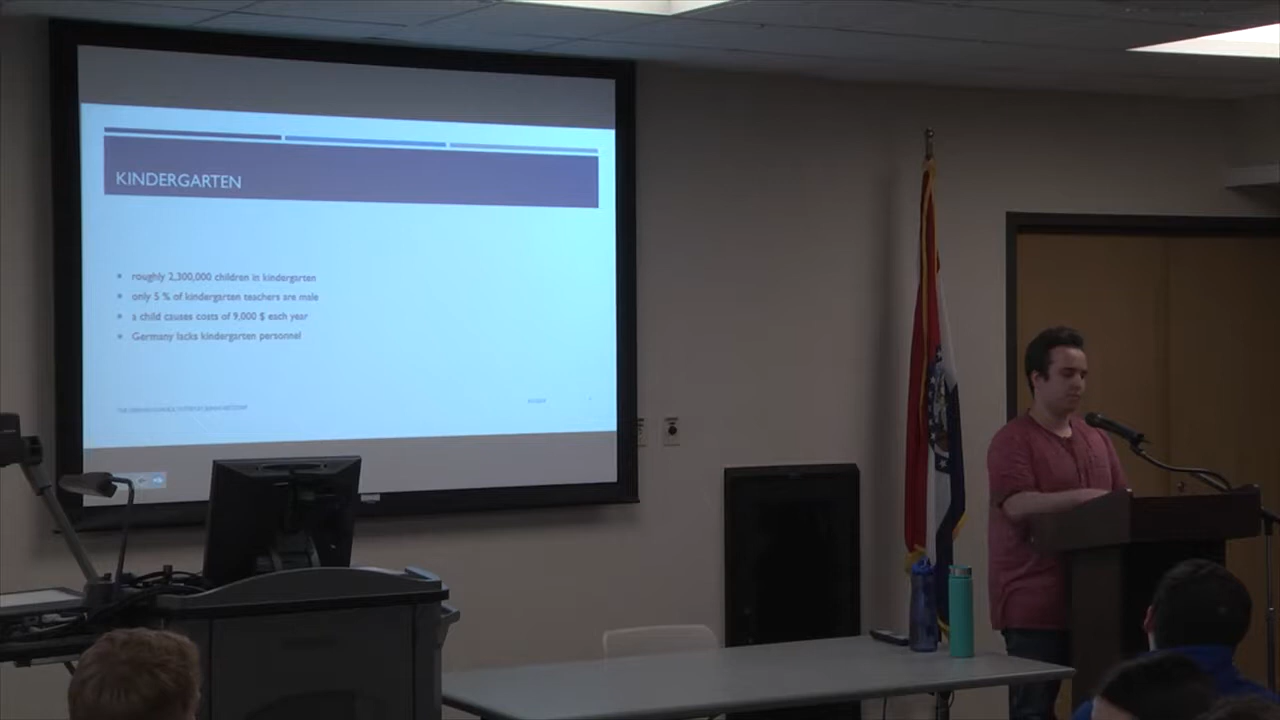 KINDERGARTEN
▪ roughly 2,300,000 children in kindergarten
▪ only 5 % of kindergarten teachers are male
▪ a child causes costs of 9,000 $ each year
▪ Germany lacks kindergarten personnel